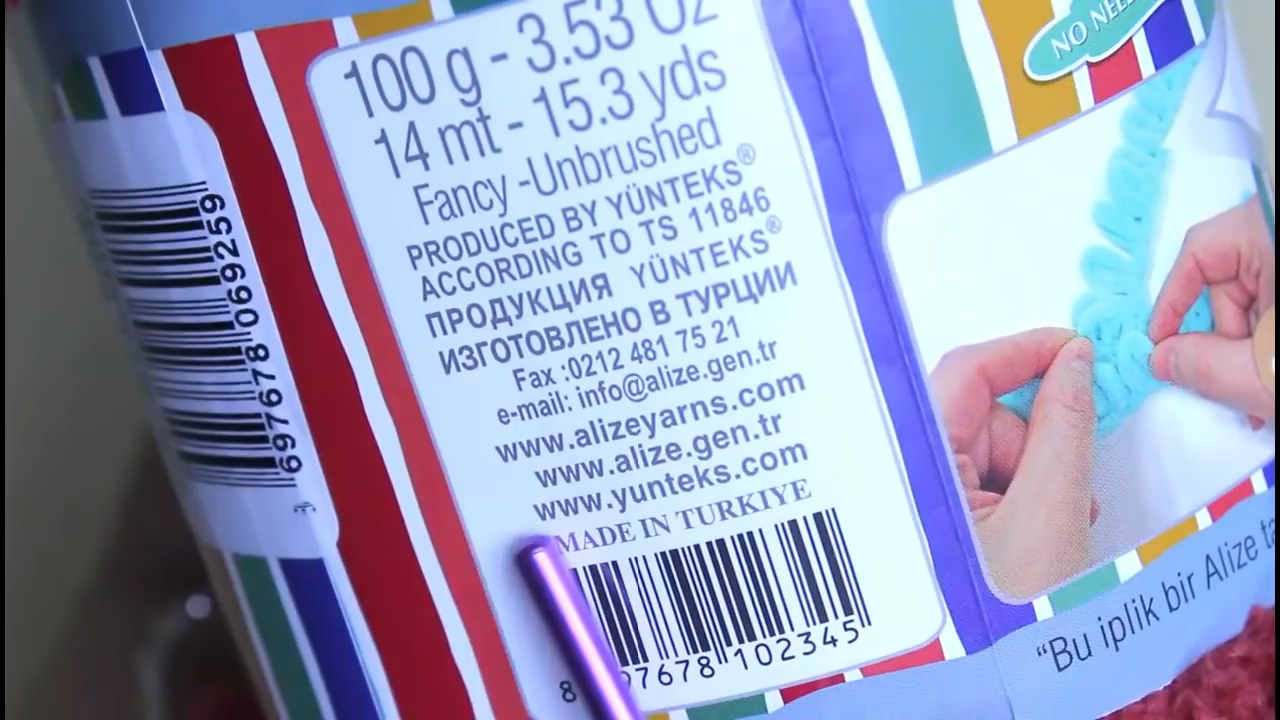 100 g - 3.53 Oz
14 mt - 15.3 yds
Fancy -Unbrushed
PRODUCED BY YÜNTEKS®
ACCORDING TO TS 11846
ПРОДУКЦИЯ YÜNTEKS®
ИЗГОТОВЛЕНО В ТУРЦИИ
Fax :0212 481 75 21
e-mail: info@alize.gen.tr
www.alizeyarns.com
www.alize.gen.tr
www.yunteks.com
MADE IN TURKIYE
8 97678 102345
697678 069259
NO NEED
"Bu iplik bir Alize